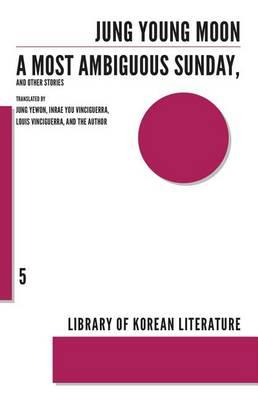 JUNG YOUNG MOON
A MOST AMBIGUOUS SUNDAY,
AND OTHER STORIES
TRANSLATED BY
JUNG YEWON, INRAE YOU VINCIGUERRA,
LOUIS VINCIGUERRA, AND THE AUTHOR
5
LIBRARY OF KOREAN LITERATURE